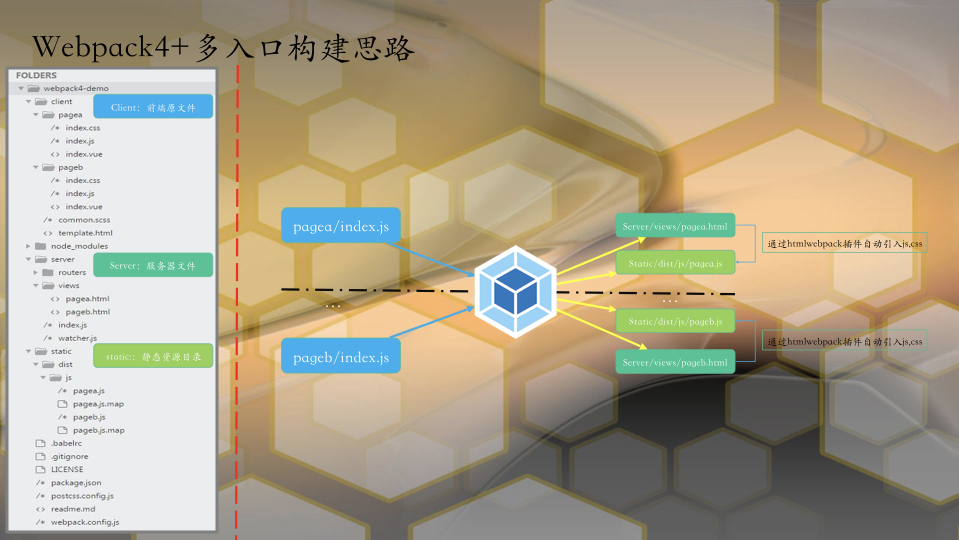 Webpack4+多入口构建思路
FOLDERS
webpack4-demo
client
Client：前端原文件
pagea
/* index.css
/* index.js
<> index.vue
pageb
/* index.css
/* index.js
<> index.vue
/* common.scss
<> template.html
node_modules
server
Server：服务器文件
routers
views
<> pagea.html
<> pageb.html
/* index.js
/* watcher.js
static
static:：静态资源目录
dist
js
/* pagea.js
pagea.js.map
/* pageb.js
pageb.js.map
.babelrc
.gitignore
LICENSE
/* package.json
/* postcss.config.js
<> readme.md
/* webpack.config.js
pagea/index.js
...
pageb/index.js
Server/views/pagea.html
Static/dist/js/pagea.js
通过htmlwebpack插件自动引入js,css
...
Static/dist/js/pageb.js
Server/views/pageb.html
通过htmlwebpack插件自动引入js,css